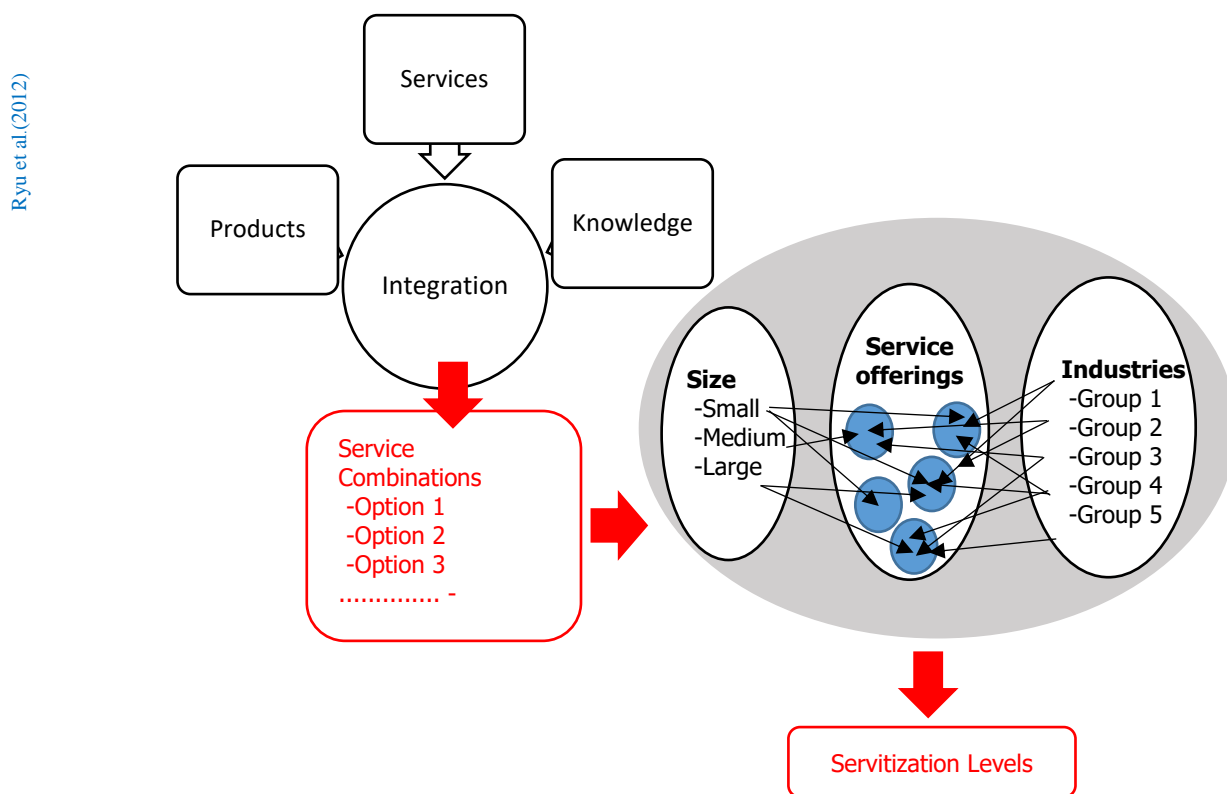 Ryu et al.(2012)
Services
Products
Knowledge
Integration
Service
Combinations
-Option 1
-Option 2
-Option 3
.............. -
Size
-Small
-Medium
-Large
Service
offerings
Industries
-Group 1
-Group 2
-Group 3
-Group 4
-Group 5
Servitization Levels